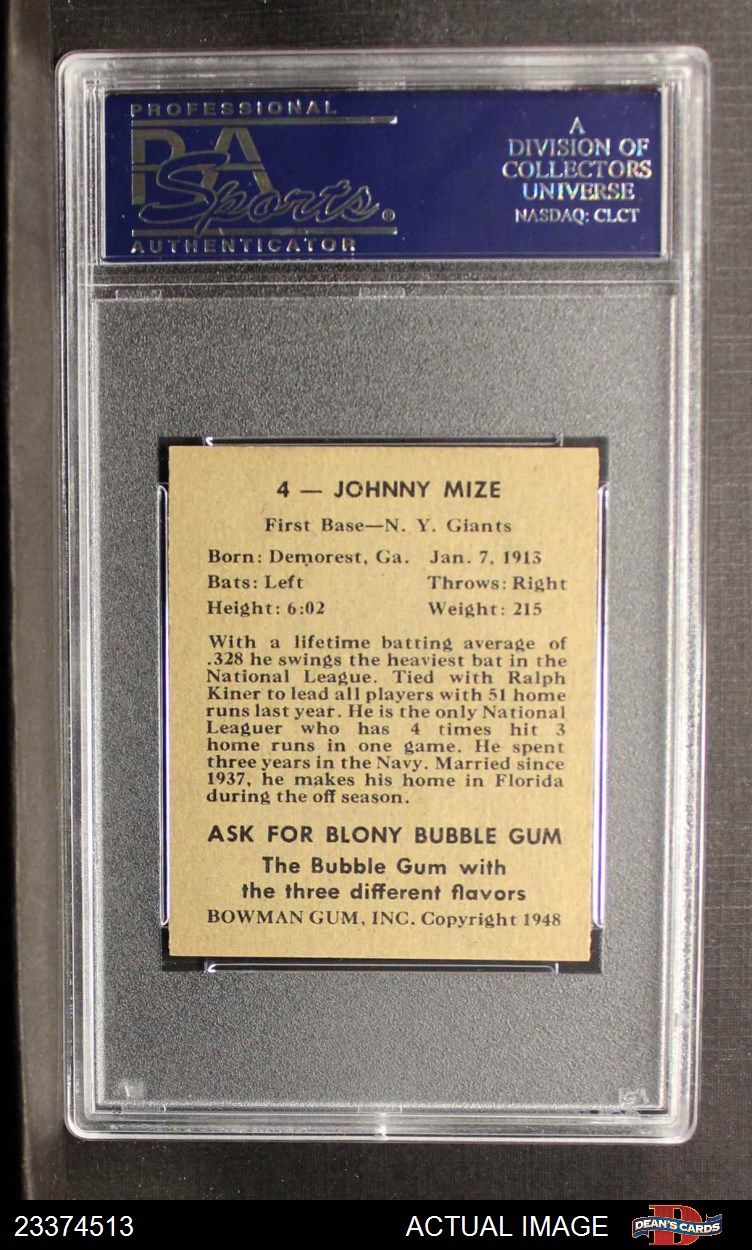 PROFESSIONAL
PSA
Sports®
AUTHENTICATOR
A
DIVISION OF
COLLECTORS
UNIVERSE
NASDAQ: CLCT
4 — JOHNNY MIZE
First Base—N. Y. Giants
Born: Demorest, Ga. Jan. 7, 1913
Bats: Left Throws: Right
Height: 6:02 Weight: 215
With a lifetime batting average of
.328 he swings the heaviest bat in the
National League. Tied with Ralph
Kiner to lead all players with 51 home
runs last year. He is the only National
Leaguer who has 4 times hit 3
home runs in one game. He spent
three years in the Navy. Married since
1937, he makes his home in Florida
during the off season.
ASK FOR BLONY BUBBLE GUM
The Bubble Gum with
the three different flavors
BOWMAN GUM, INC. Copyright 1948
23374513 ACTUAL IMAGE DEAN'S CARDS